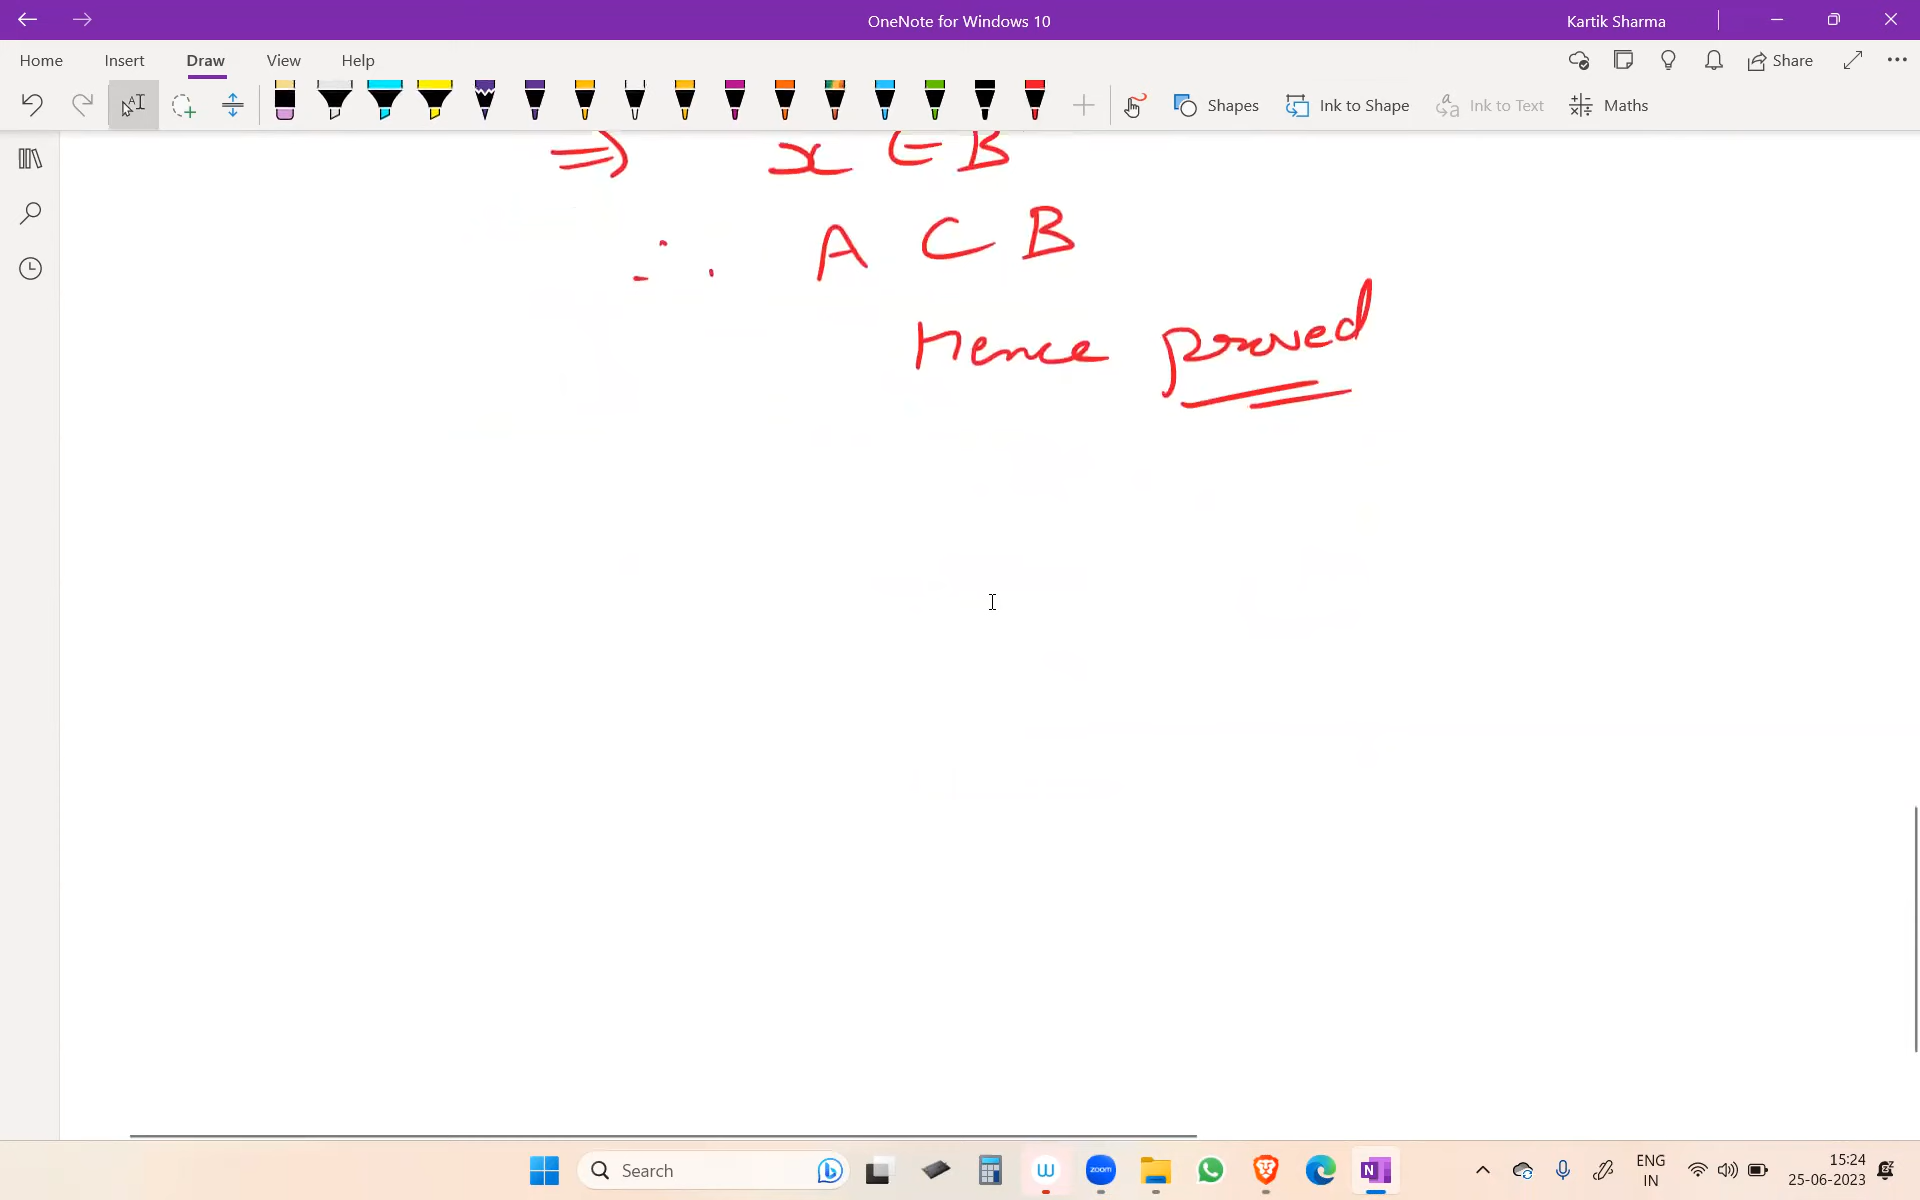 OneNote for Windows 10
Kartik Sharma
Home Insert Draw View Help
Share
Shapes Ink to Shape Ink to Text Maths
⇒ x ∈ B
∴ A ⊂ B
Hence proved
Search
zoom
ENG
IN
15:24
25-06-2023